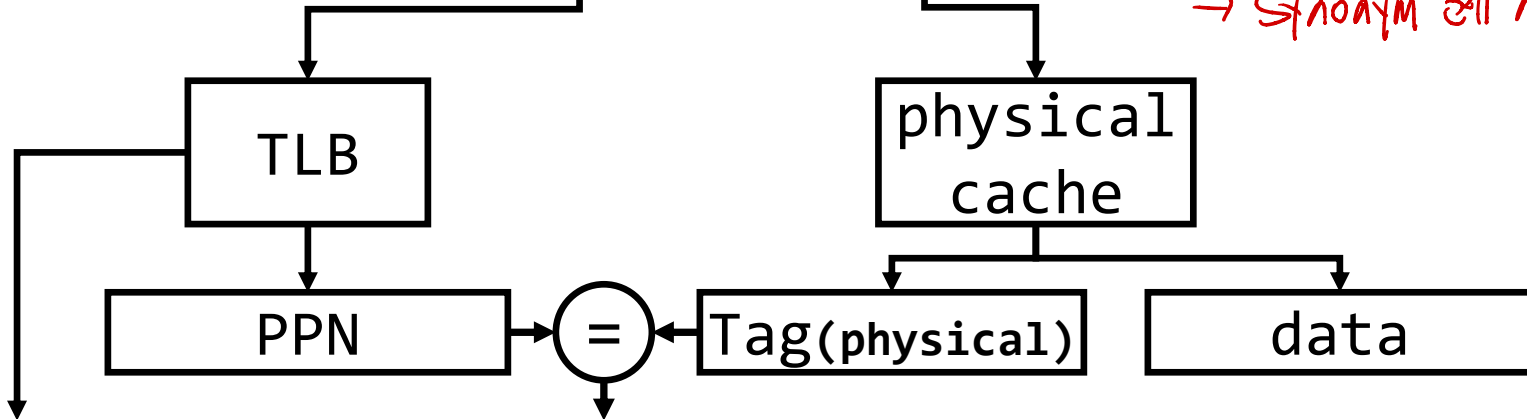 → synonym
TLB
physical
cache
PPN
=
Tag(physical)
data